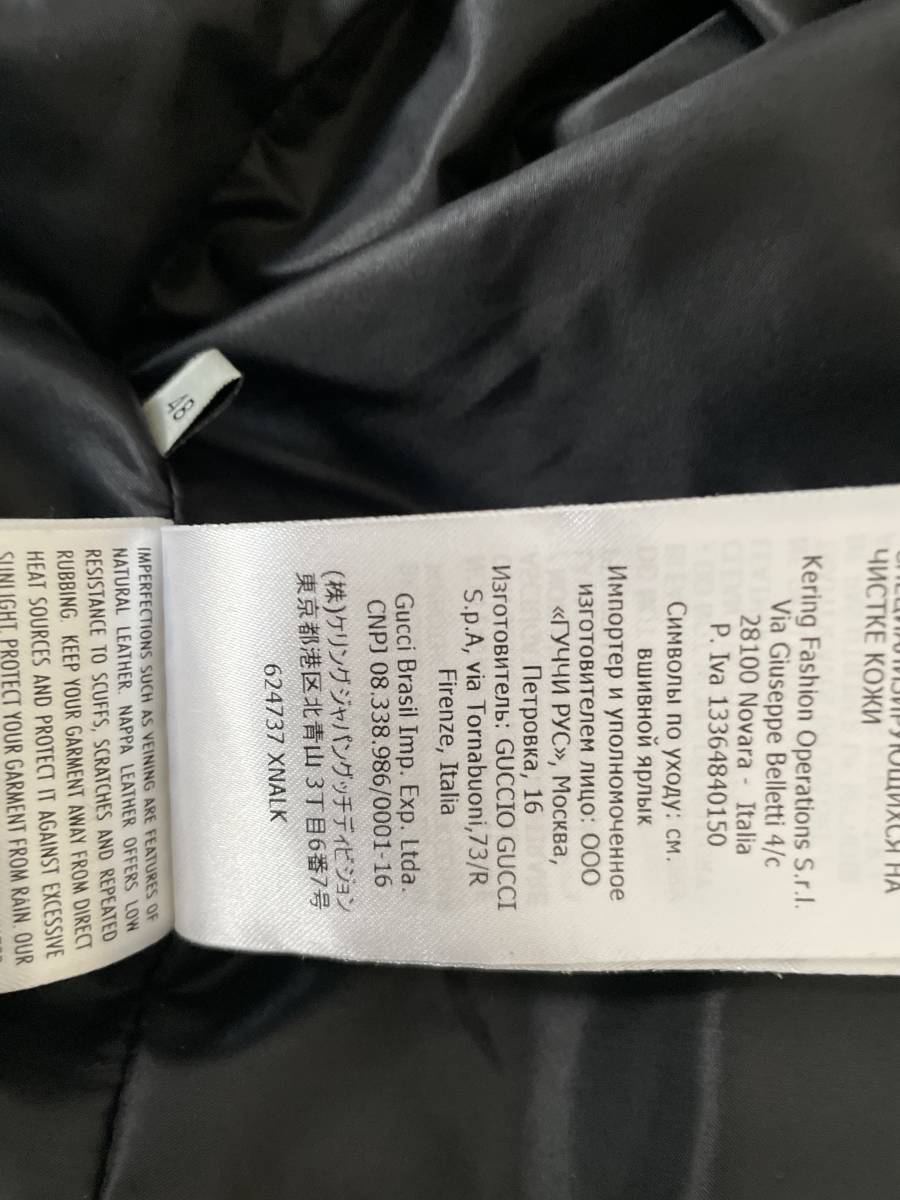 ЧИСТКЕ КОЖИ
Kering Fashion Operations S.r.l.
Via Giuseppe Belletti 4/c
28100 Novara - Italia
P. Iva 13364840150
Символы по уходу: см.
вшивной ярлык
Импортер и уполномоченное
изготовителем лицо: ООО
«ГУЧЧИ РУС», Москва,
Петровка, 16
Изготовитель: GUCCIO GUCCI
S.p.A, via Tornabuoni,73/R
Firenze, Italia
Gucci Brasil Imp. Exp. Ltda.
CNPJ 08.338.986/0001-16
(株)ケリングジャパングッチディビジョン
東京都港区北青山 3丁目6番7号
624737 XNALK
IMPERFECTIONS SUCH AS VEINING ARE FEATURES OF
NATURAL LEATHER. NAPPA LEATHER OFFERS LOW
RESISTANCE TO SCUFFS, SCRATCHES AND REPEATED
RUBBING. KEEP YOUR GARMENT AWAY FROM DIRECT
HEAT SOURCES AND PROTECT IT AGAINST EXCESSIVE
SUNLIGHT. PROTECT YOUR GARMENT FROM RAIN. OUR
48